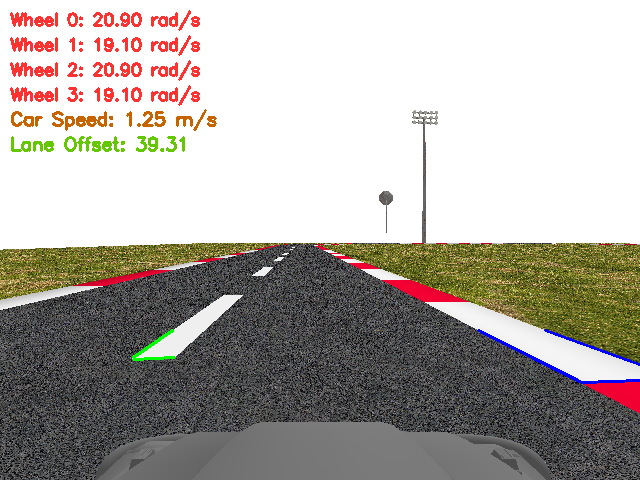 Wheel 0: 20.90 rad/s
Wheel 1: 19.10 rad/s
Wheel 2: 20.90 rad/s
Wheel 3: 19.10 rad/s
Car Speed: 1.25 m/s
Lane Offset: 39.31